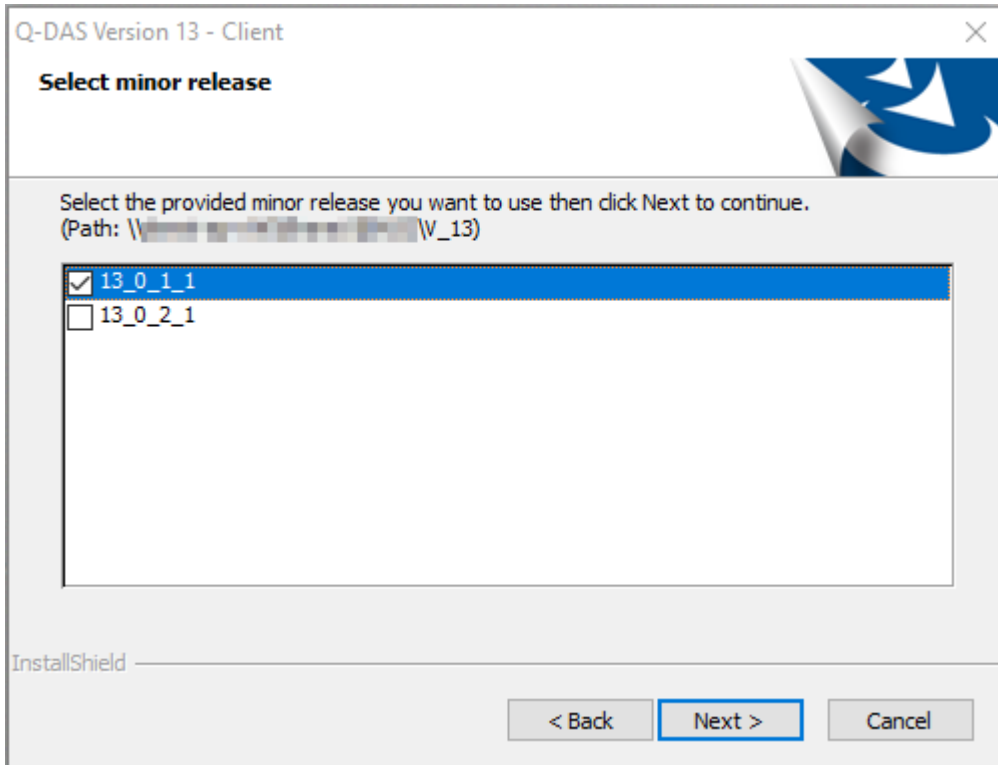 Q-DAS Version 13 - Client
Select minor release
Select the provided minor release you want to use then click Next to continue.
(Path: \\ \V_13)
13_0_1_1
13_0_2_1
InstallShield
< Back
Next >
Cancel